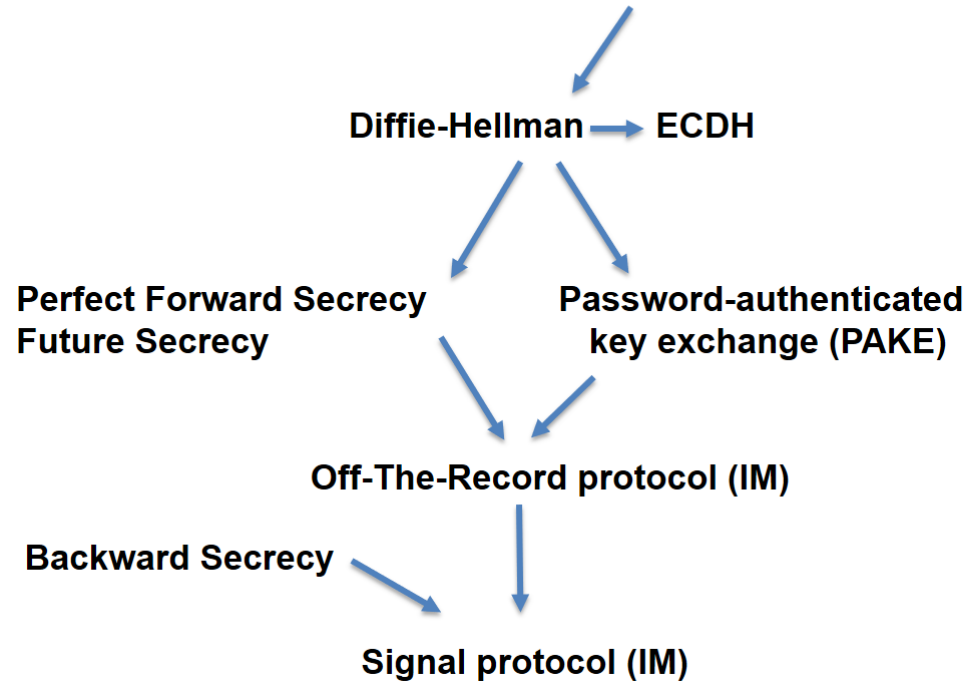 Diffie-Hellman
ECDH
Perfect Forward Secrecy
Future Secrecy
Password-authenticated
key exchange (PAKE)
Off-The-Record protocol (IM)
Backward Secrecy
Signal protocol (IM)